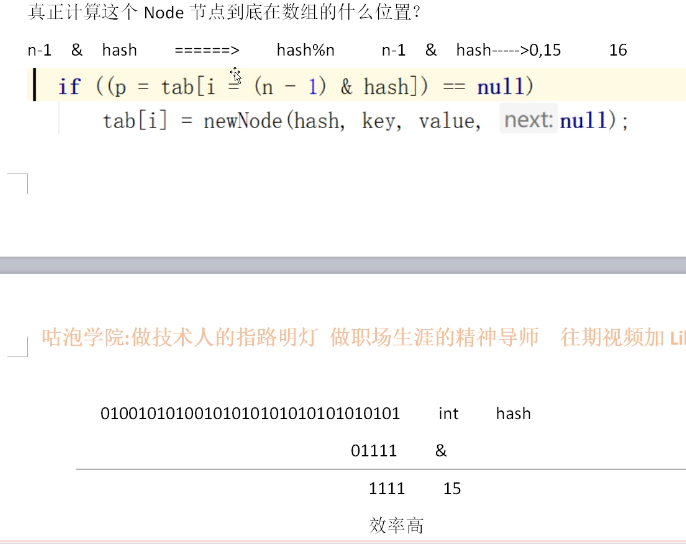 真正计算这个 Node 节点到底在数组的什么位置？
n-1 & hash ======> hash%n n-1 & hash----->0,15 16
if ((p = tab[i = (n - 1) & hash]) == null)
tab[i] = newNode(hash, key, value, next: null);
咕泡学院:做技术人的指路明灯 做职场生涯的精神导师 往期视频加
01001010100101010101010101010101 int hash
01111 &
1111 15
效率高